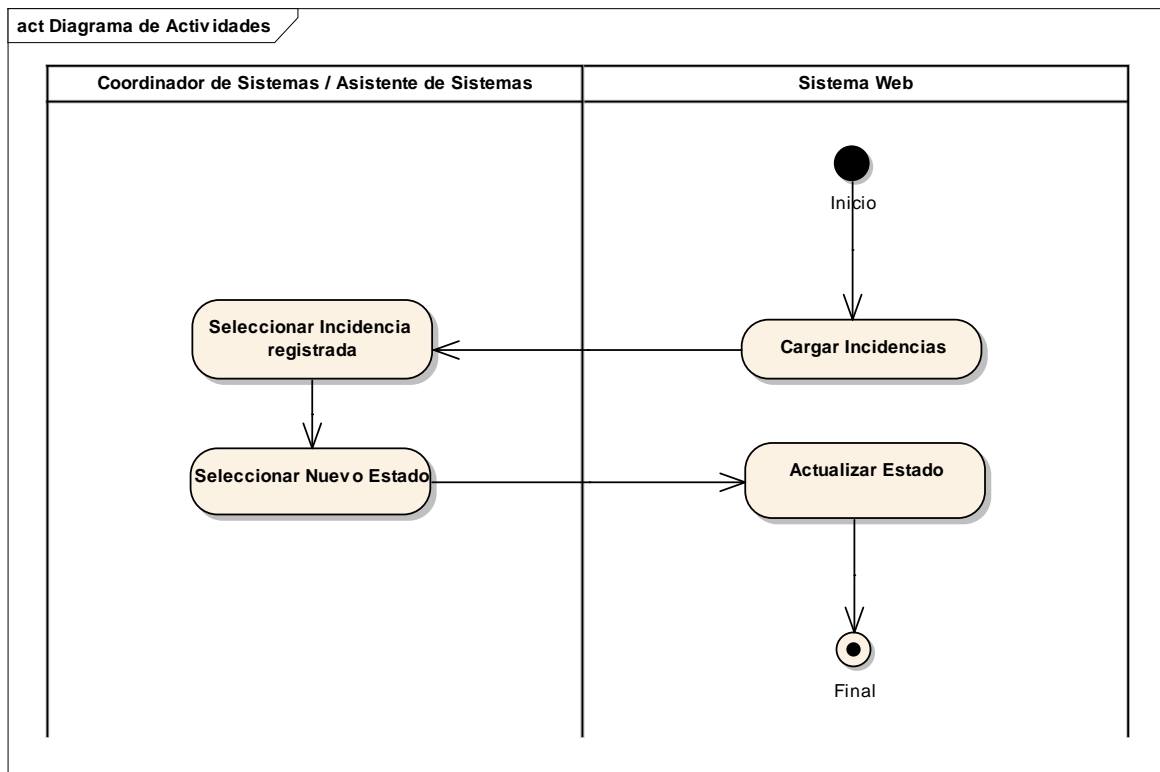 act Diagrama de Actividades
Coordinador de Sistemas / Asistente de Sistemas
Sistema Web
Inicio
Seleccionar Incidencia
registrada
Cargar Incidencias
Seleccionar Nuevo Estado
Actualizar Estado
Final